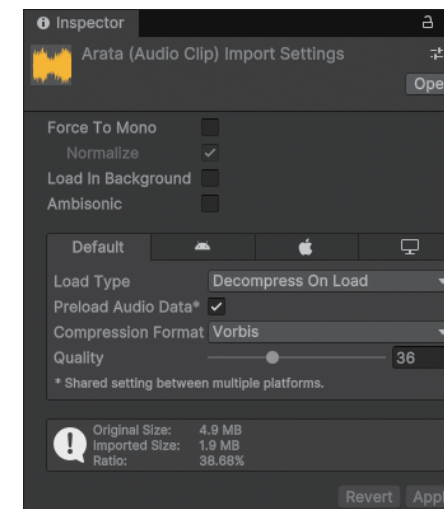 Inspector
Arata (Audio Clip) Import Settings
Ope
Force To Mono
Normalize
Load In Background
Ambisonic
Default
Load Type Decompress On Load
Preload Audio Data*
Compression Format Vorbis
Quality 36
* Shared setting between multiple platforms.
Original Size: 4.9 MB
Imported Size: 1.9 MB
Ratio: 38.68%
Revert Appl